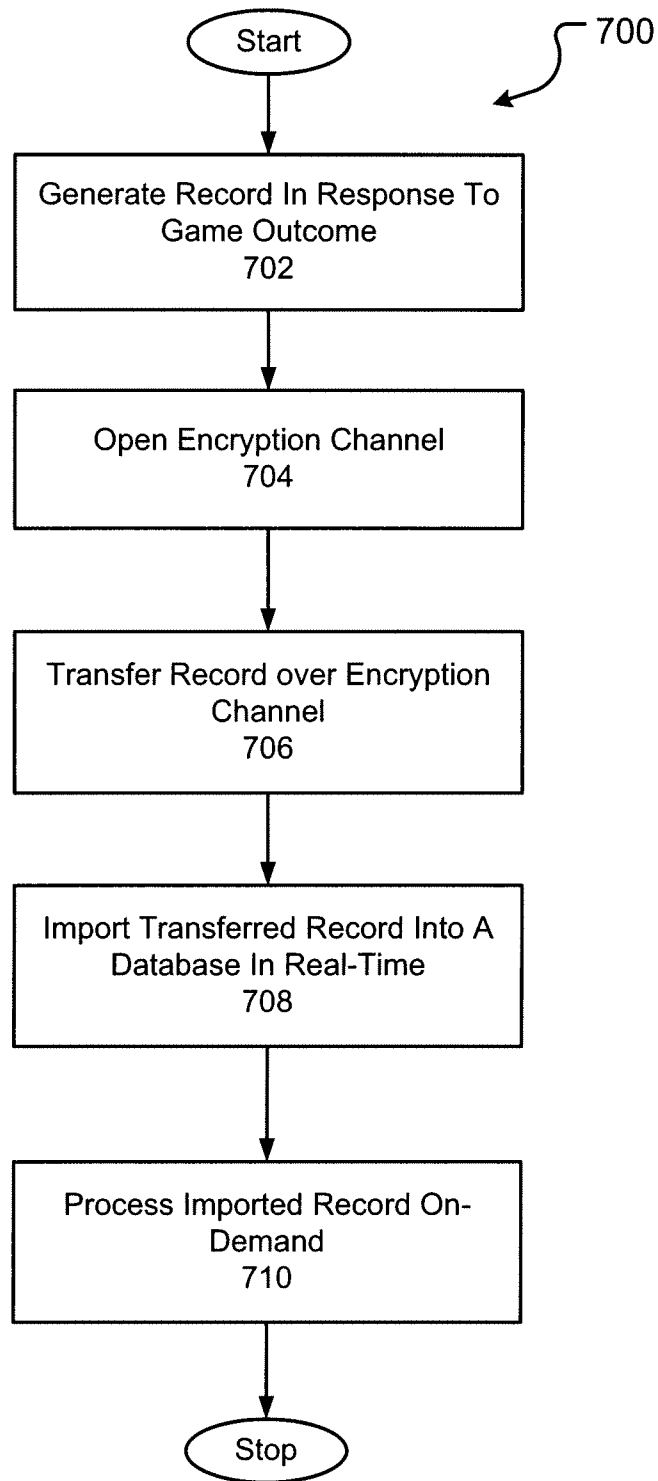 Start
700
Generate Record In Response To
Game Outcome
702
Open Encryption Channel
704
Transfer Record over Encryption
Channel
706
Import Transferred Record Into A
Database In Real-Time
708
Process Imported Record On-
Demand
710
Stop